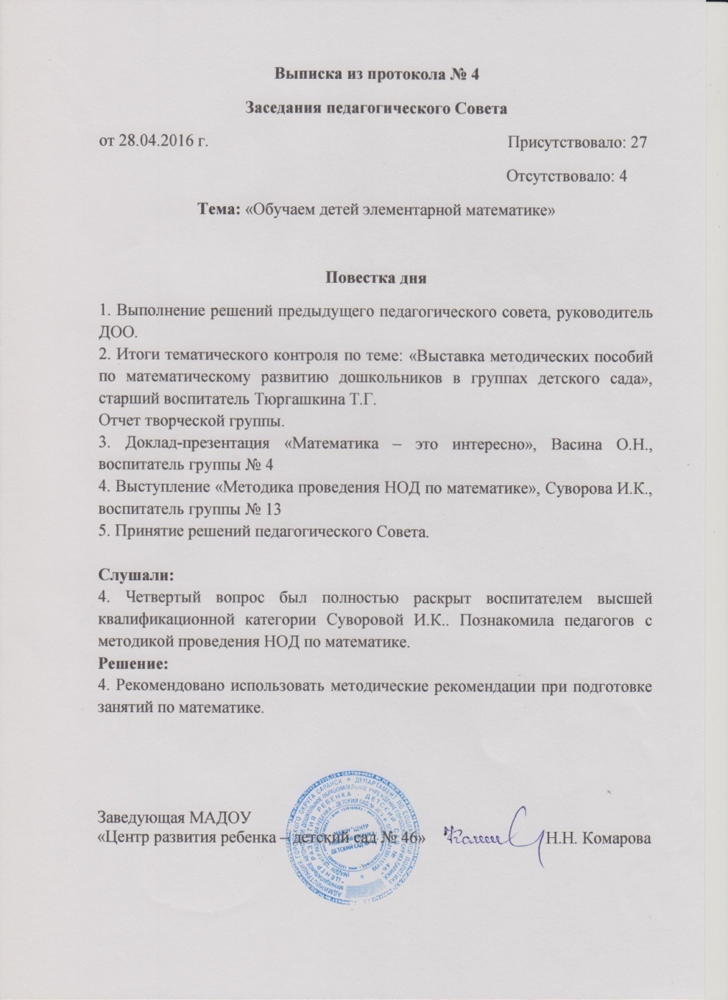 Выписка из протокола № 4
Заседания педагогического Совета
от 28.04.2016 г. Присутствовало: 27
Отсутствовало: 4
Тема: «Обучаем детей элементарной математике»
Повестка дня
1. Выполнение решений предыдущего педагогического совета, руководитель
ДОО.
2. Итоги тематического контроля по теме: «Выставка методических пособий
по математическому развитию дошкольников в группах детского сада»,
старший воспитатель Тюргашкина Т.Г.
Отчет творческой группы.
3. Доклад-презентация «Математика – это интересно», Васина О.Н.,
воспитатель группы № 4
4. Выступление «Методика проведения НОД по математике», Суворова И.К.,
воспитатель группы № 13
5. Принятие решений педагогического Совета.
Слушали:
4. Четвертый вопрос был полностью раскрыт воспитателем высшей
квалификационной категории Суворовой И.К.. Познакомила педагогов с
методикой проведения НОД по математике.
Решение:
4. Рекомендовано использовать методические рекомендации при подготовке
занятий по математике.
Заведующая МАДОУ
«Центр развития ребенка – детский сад № 46» Н.Н. Комарова